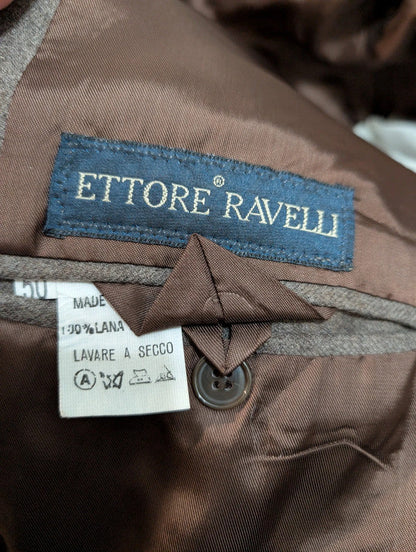 ETTORE® RAVELLI
50
MADE
100% LANA
LAVARE A SECCO
A